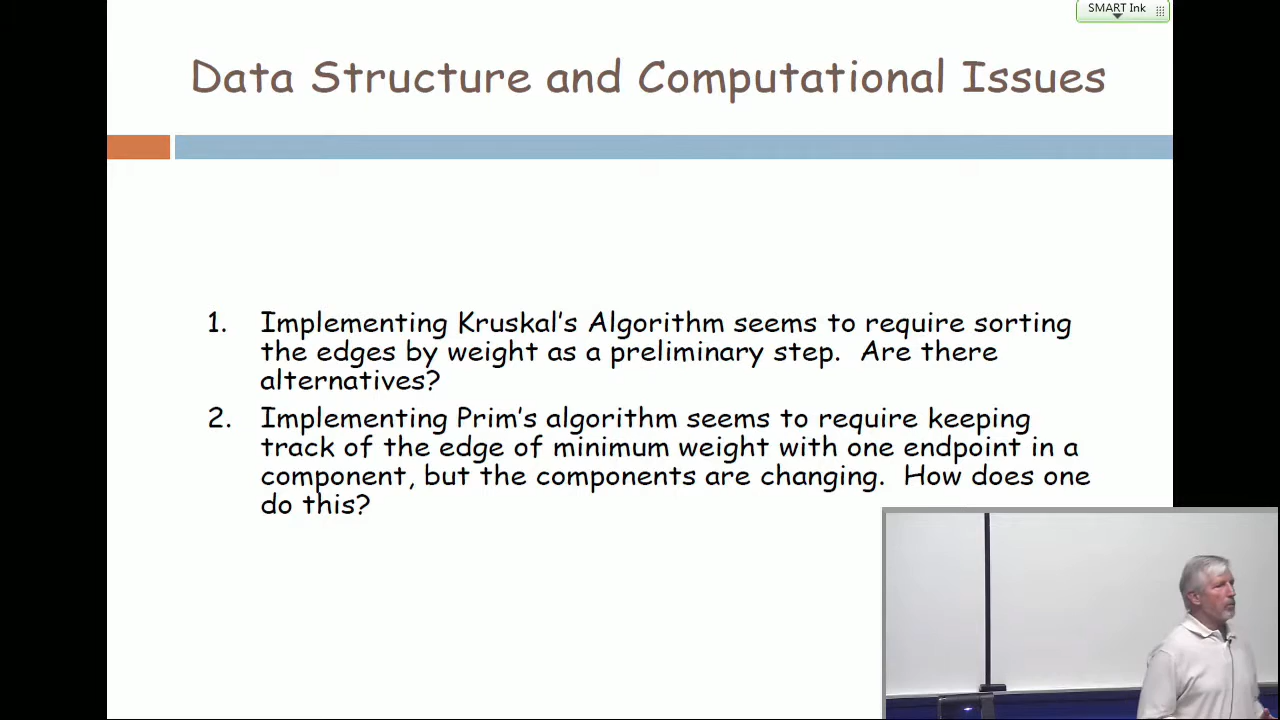 SMART Ink
Data Structure and Computational Issues
1. Implementing Kruskal's Algorithm seems to require sorting
the edges by weight as a preliminary step. Are there
alternatives?
2. Implementing Prim's algorithm seems to require keeping
track of the edge of minimum weight with one endpoint in a
component, but the components are changing. How does one
do this?